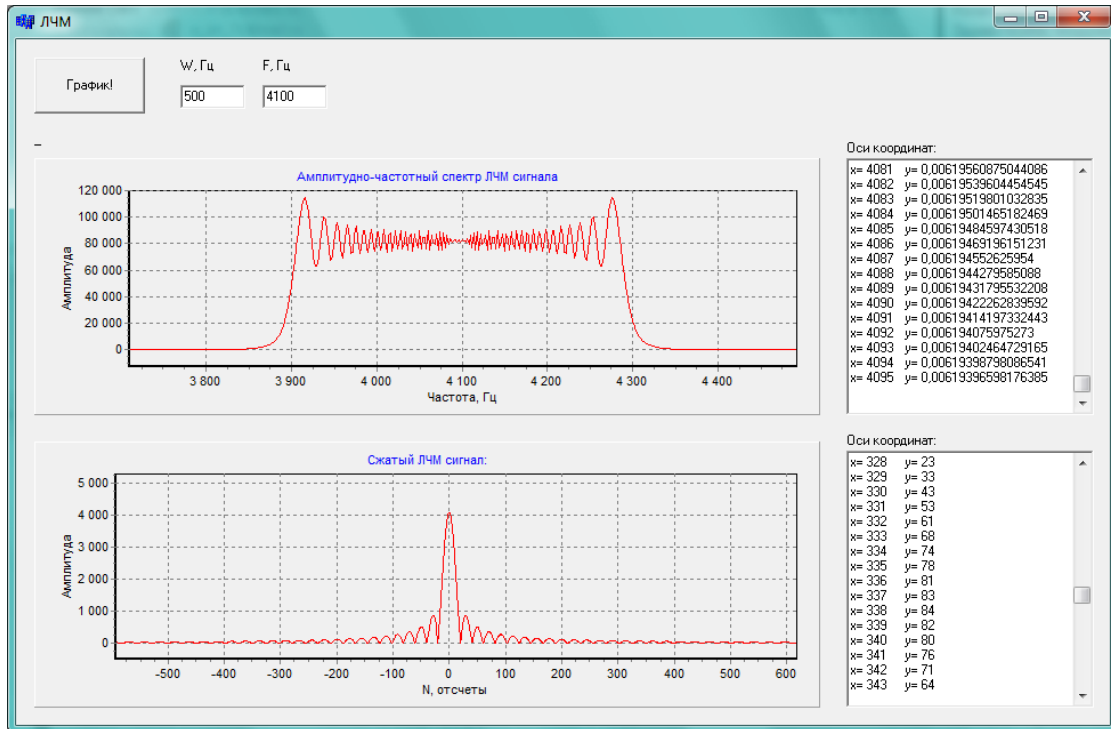 ЛЧМ
График!
W, Гц
F, Гц
500
4100
Амплитудно-частотный спектр ЛЧМ сигнала
Амплитуда
120 000
100 000
80 000
60 000
40 000
20 000
0
3 800
3 900
4 000
4 100
4 200
4 300
4 400
Частота, Гц
Оси координат:
x= 4081 y= 0,00619560875044086
x= 4082 y= 0,00619539604454545
x= 4083 y= 0,00619519801032835
x= 4084 y= 0,00619501465182469
x= 4085 y= 0,00619484597430518
x= 4086 y= 0,00619469196151231
x= 4087 y= 0,006194552625954
x= 4088 y= 0,006194427958508​8
x= 4089 y= 0,00619431795532208
x= 4090 y= 0,00619422262839592
x= 4091 y= 0,00619414197332443
x= 4092 y= 0,006194075975273
x= 4093 y= 0,00619402464729165
x= 4094 y= 0,00619398798086541
x= 4095 y= 0,00619396598176385
Сжатый ЛЧМ сигнал:
Амплитуда
5 000
4 000
3 000
2 000
1 000
0
-500
-400
-300
-200
-100
0
100
200
300
400
500
600
N, отсчеты
Оси координат:
x= 328 y= 23
x= 329 y= 33
x= 330 y= 43
x= 331 y= 53
x= 332 y= 61
x= 333 y= 68
x= 334 y= 74
x= 335 y= 78
x= 336 y= 81
x= 337 y= 83
x= 338 y= 84
x= 339 y= 82
x= 340 y= 80
x= 341 y= 76
x= 342 y= 71
x= 343 y= 64